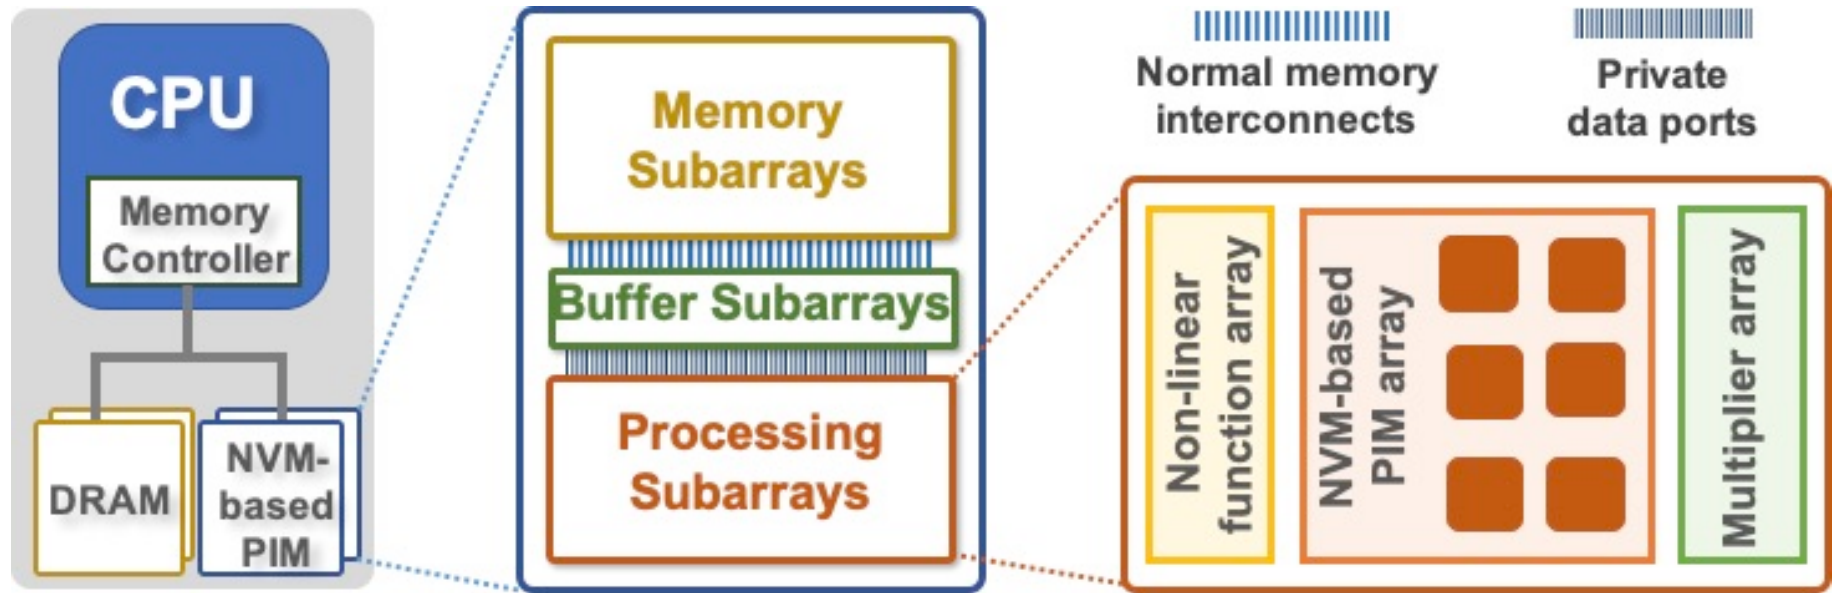 CPU
Memory
Controller
DRAM
NVM-
based
PIM
Memory
Subarrays
Buffer Subarrays
Processing
Subarrays
Normal memory
interconnects
Private
data ports
Non-linear
function array
NVM-based
PIM array
Multiplier array